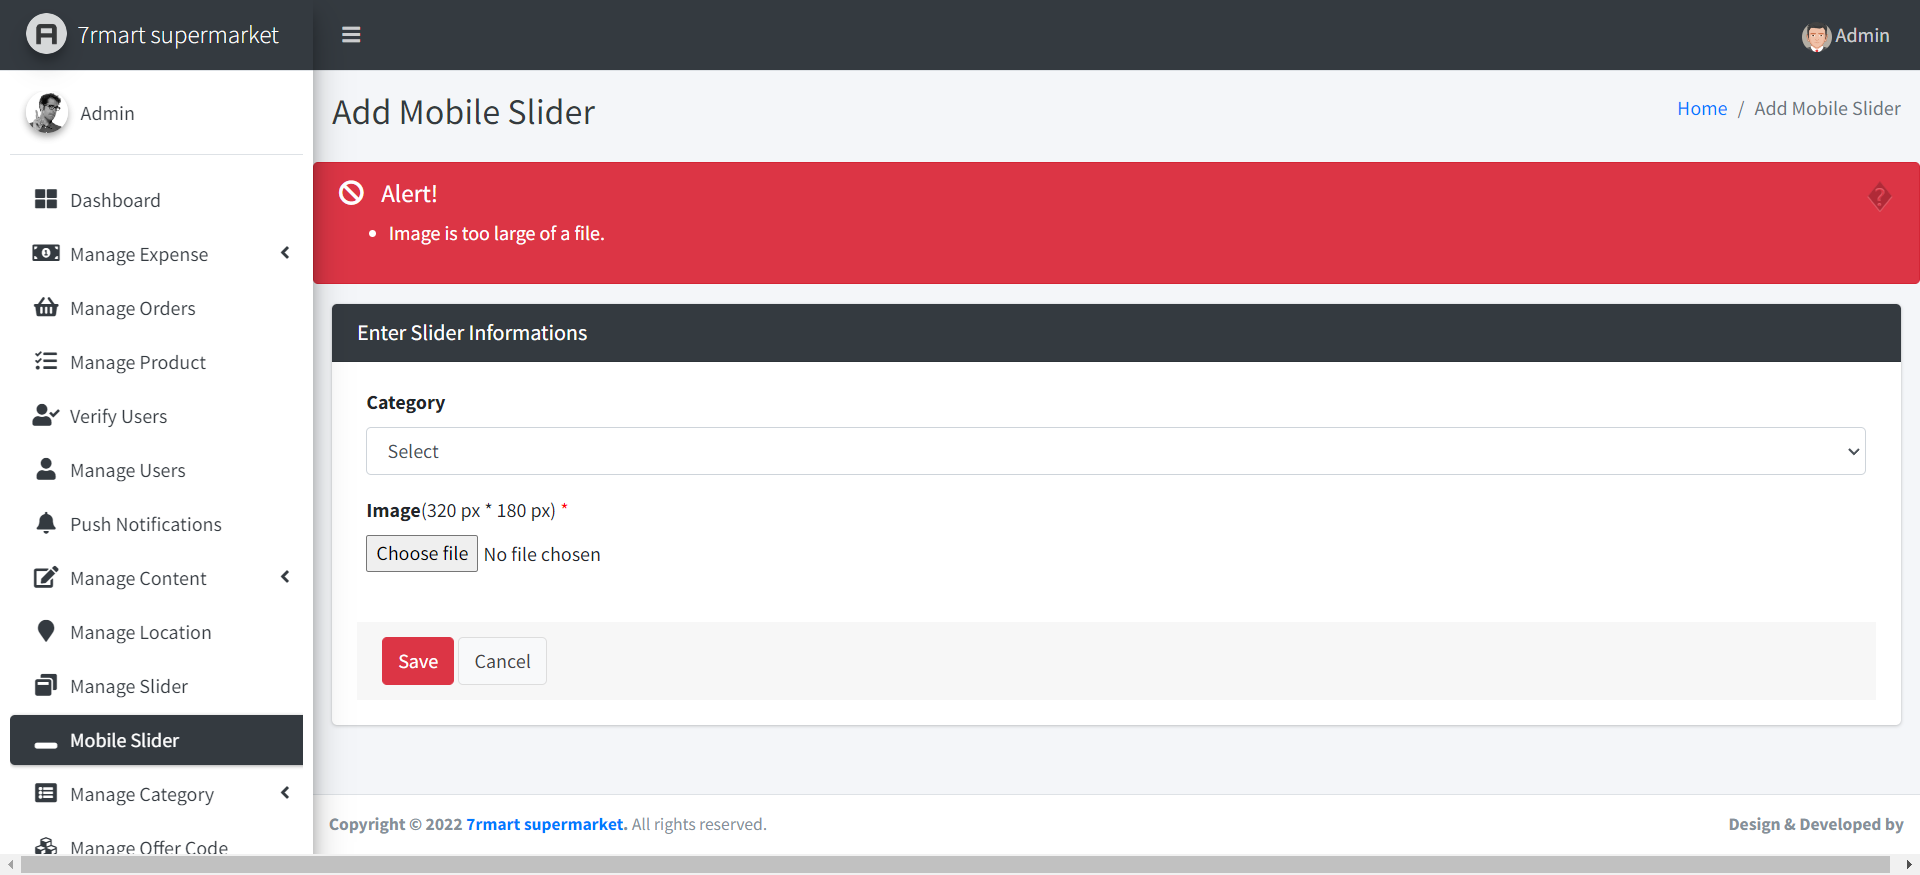 7rmart supermarket
Admin
Admin
Dashboard
Manage Expense
Manage Orders
Manage Product
Verify Users
Manage Users
Push Notifications
Manage Content
Manage Location
Manage Slider
Mobile Slider
Manage Category
Manage Offer Code
Add Mobile Slider
Home / Add Mobile Slider
Alert!
• Image is too large of a file.
Enter Slider Informations
Category
Select
Image(320 px * 180 px) *
Choose file No file chosen
Save Cancel
Copyright © 2022 7rmart supermarket. All rights reserved.
Design & Developed by